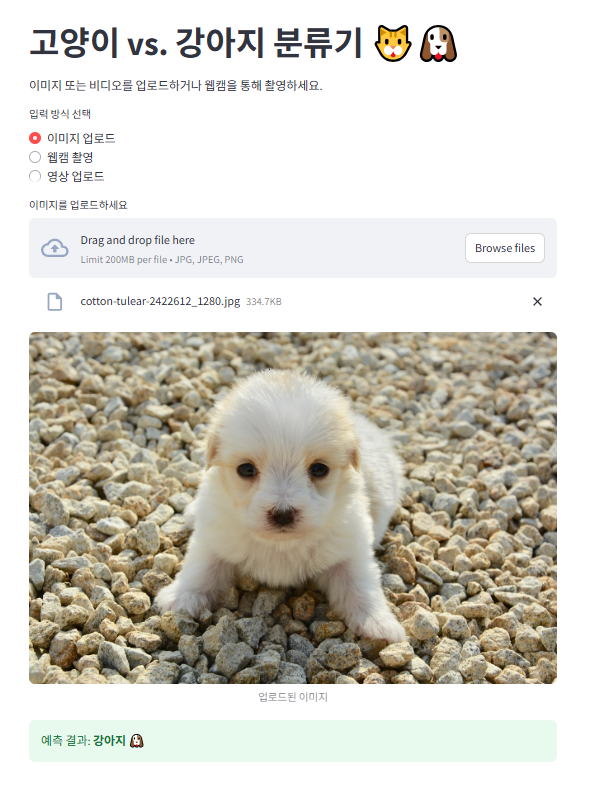 고양이 vs. 강아지 분류기 🐱🐶
이미지 또는 비디오를 업로드하거나 웹캠을 통해 촬영하세요.
입력 방식 선택
이미지 업로드
웹캠 촬영
영상 업로드
이미지를 업로드하세요
Drag and drop file here
Browse files
Limit 200MB per file • JPG, JPEG, PNG
cotton-tulear-2422612_1280.jpg 334.7KB
업로드된 이미지
예측 결과: 강아지 🐶